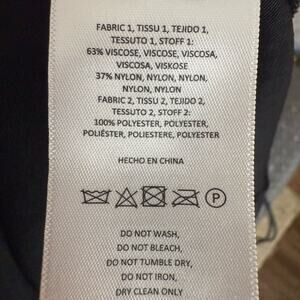 FABRIC 1, TISSU 1, TEJIDO 1,
TESSUTO 1, STOFF 1:
63% VISCOSE, VISCOSE, VISCOSA,
VISCOSA, VISKOSE
37% NYLON, NYLON, NYLON,
NYLON, NYLON
FABRIC 2, TISSU 2, TEJIDO 2,
TESSUTO 2, STOFF 2:
100% POLYESTER, POLYESTER,
POLIÉSTER, POLIESTERE, POLYESTER
HECHO EN CHINA
P
DO NOT WASH,
DO NOT BLEACH,
DO NOT TUMBLE DRY,
DO NOT IRON,
DRY CLEAN ONLY